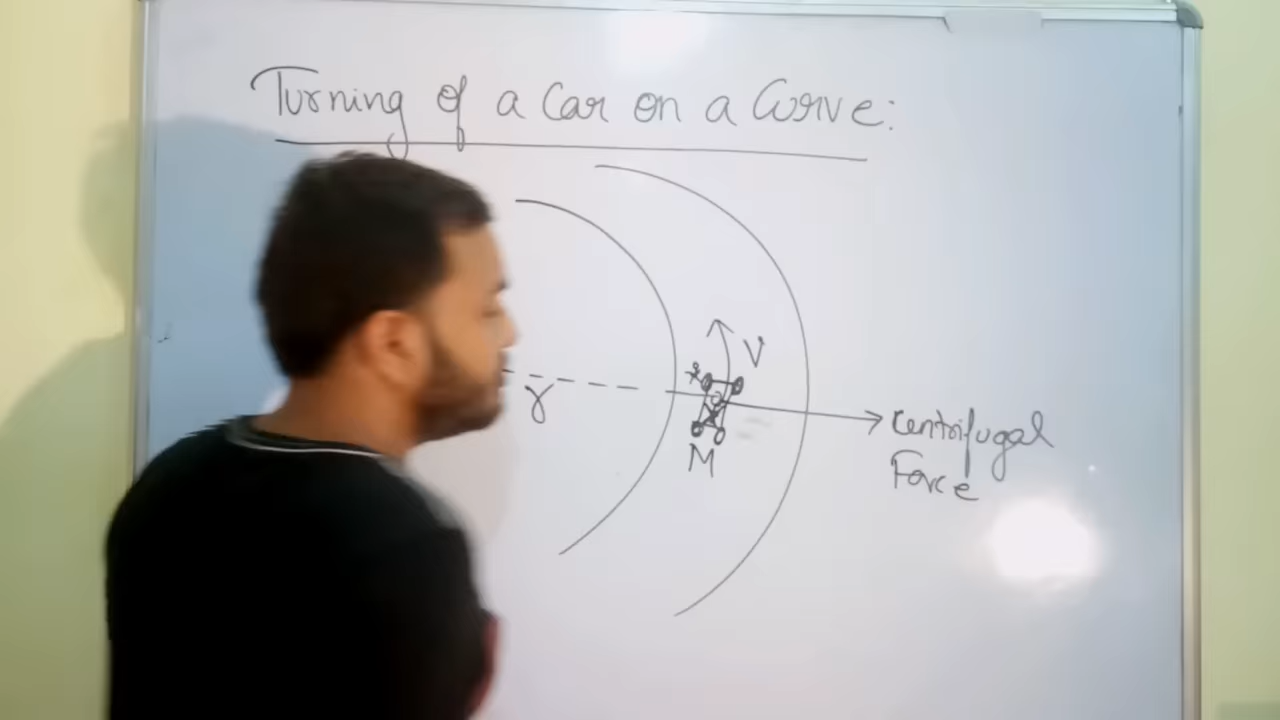 Turning of a Car on a Curve:
V
r
Centrifugal
Force
M